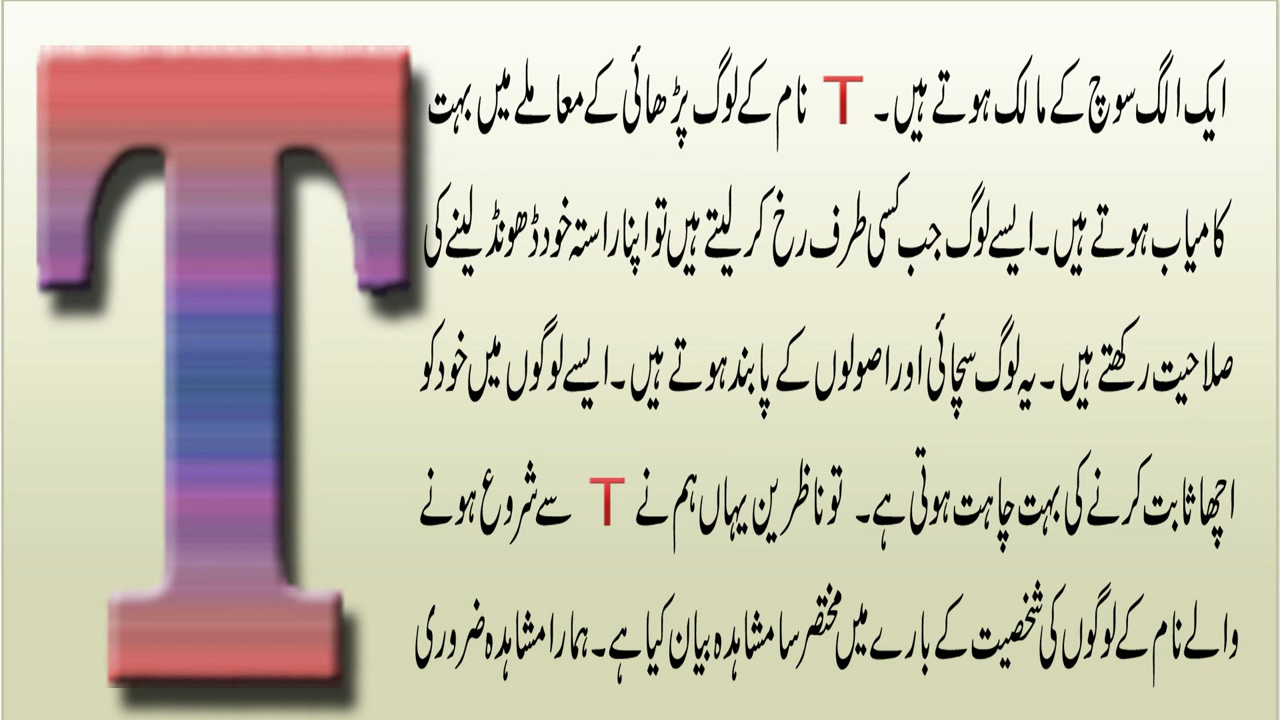 T
ایک الگ سوچ کے مالک ہوتے ہیں۔ T نام کے لوگ پڑھائی کے معاملے میں بہت
کامیاب ہوتے ہیں۔ ایسے لوگ جب کسی طرف رخ کر لیتے ہیں تو اپنا راستہ خود ڈھونڈ لینے کی
صلاحیت رکھتے ہیں۔ یہ لوگ سچائی اور اصولوں کے پابند ہوتے ہیں۔ ایسے لوگوں میں خود کو
اچھا ثابت کرنے کی بہت چاہت ہوتی ہے۔ تو ناظرین یہاں ہم نے T سے شروع ہونے
والے نام کے لوگوں کی شخصیت کے بارے میں مختصر سا مشاہدہ بیان کیا ہے۔ ہمارا مشاہدہ ضروری